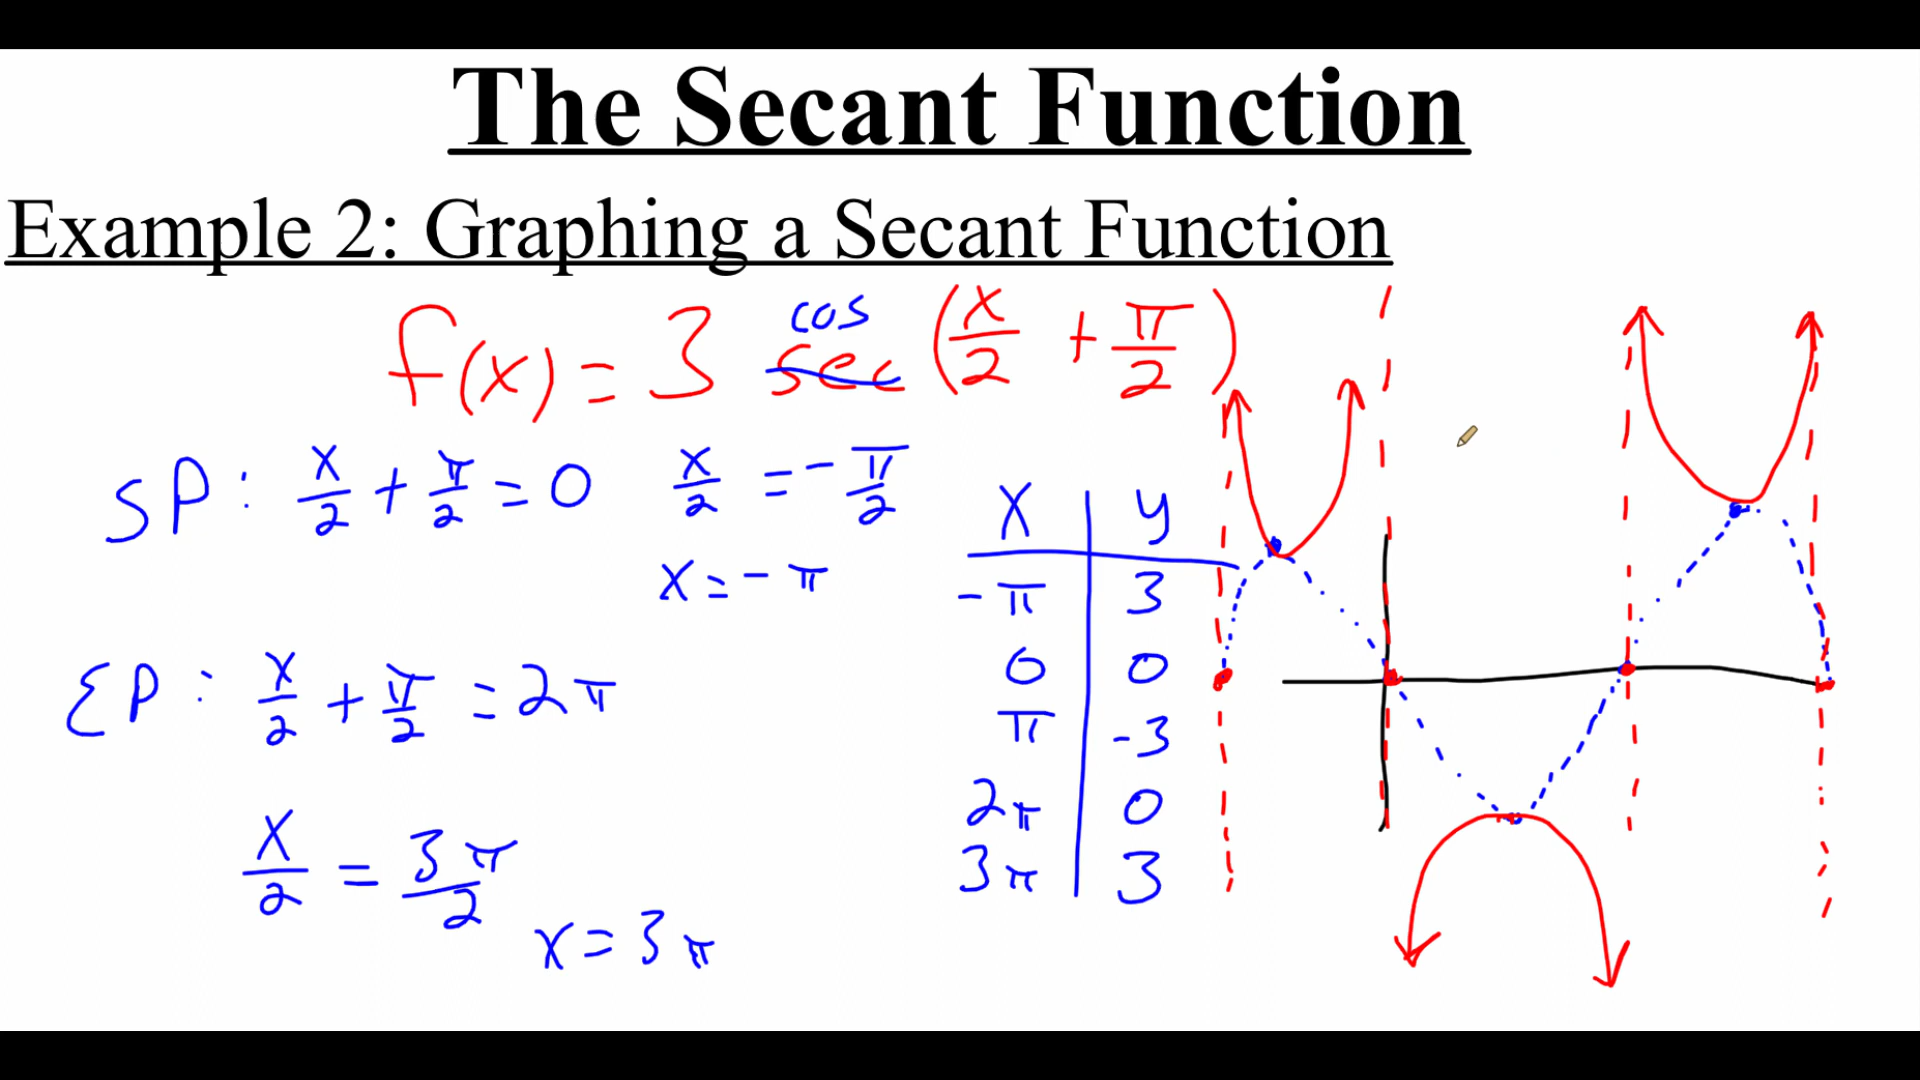 The Secant Function
Example 2: Graphing a Secant Function
f(x) = 3 cos sec (x/2 + π/2)
SP: x/2 + π/2 = 0 x/2 = -π/2
x = -π
EP: x/2 + π/2 = 2π
x/2 = 3π/2
x = 3π
x y
-π 3
0 0
π -3
2π 0
3π 3